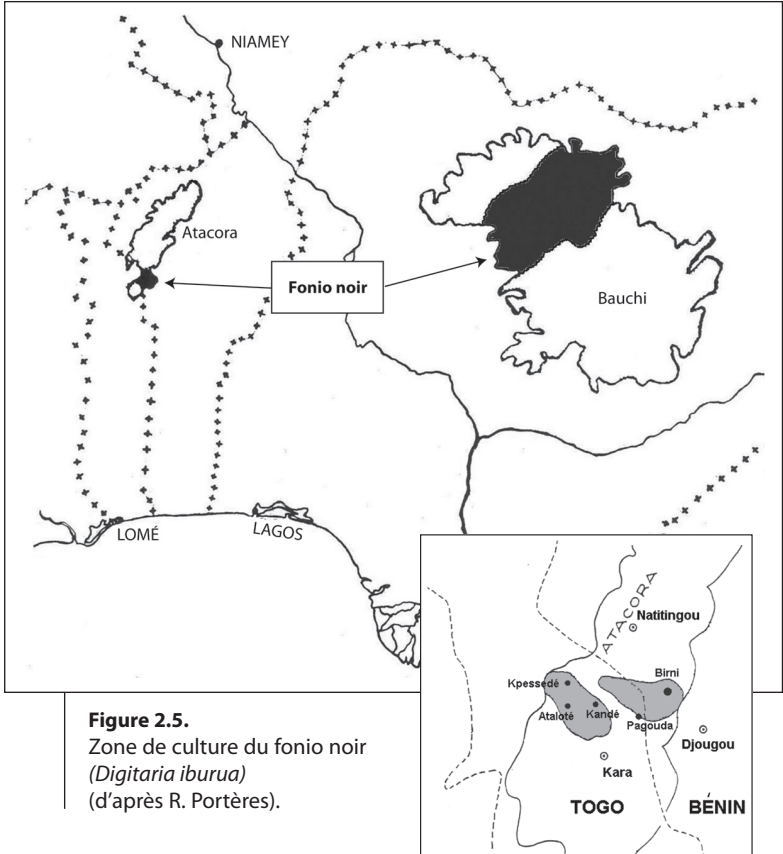 NIAMEY
Atacora
Fonio noir
Bauchi
LOMÉ
LAGOS
ATACORA
Natitingou
Birni
Kpessedé
Ataloté
Kandé
Pagouda
Djougou
Kara
TOGO
BÉNIN
Figure 2.5.
Zone de culture du fonio noir
(Digitaria iburua)
(d'après R. Portères).